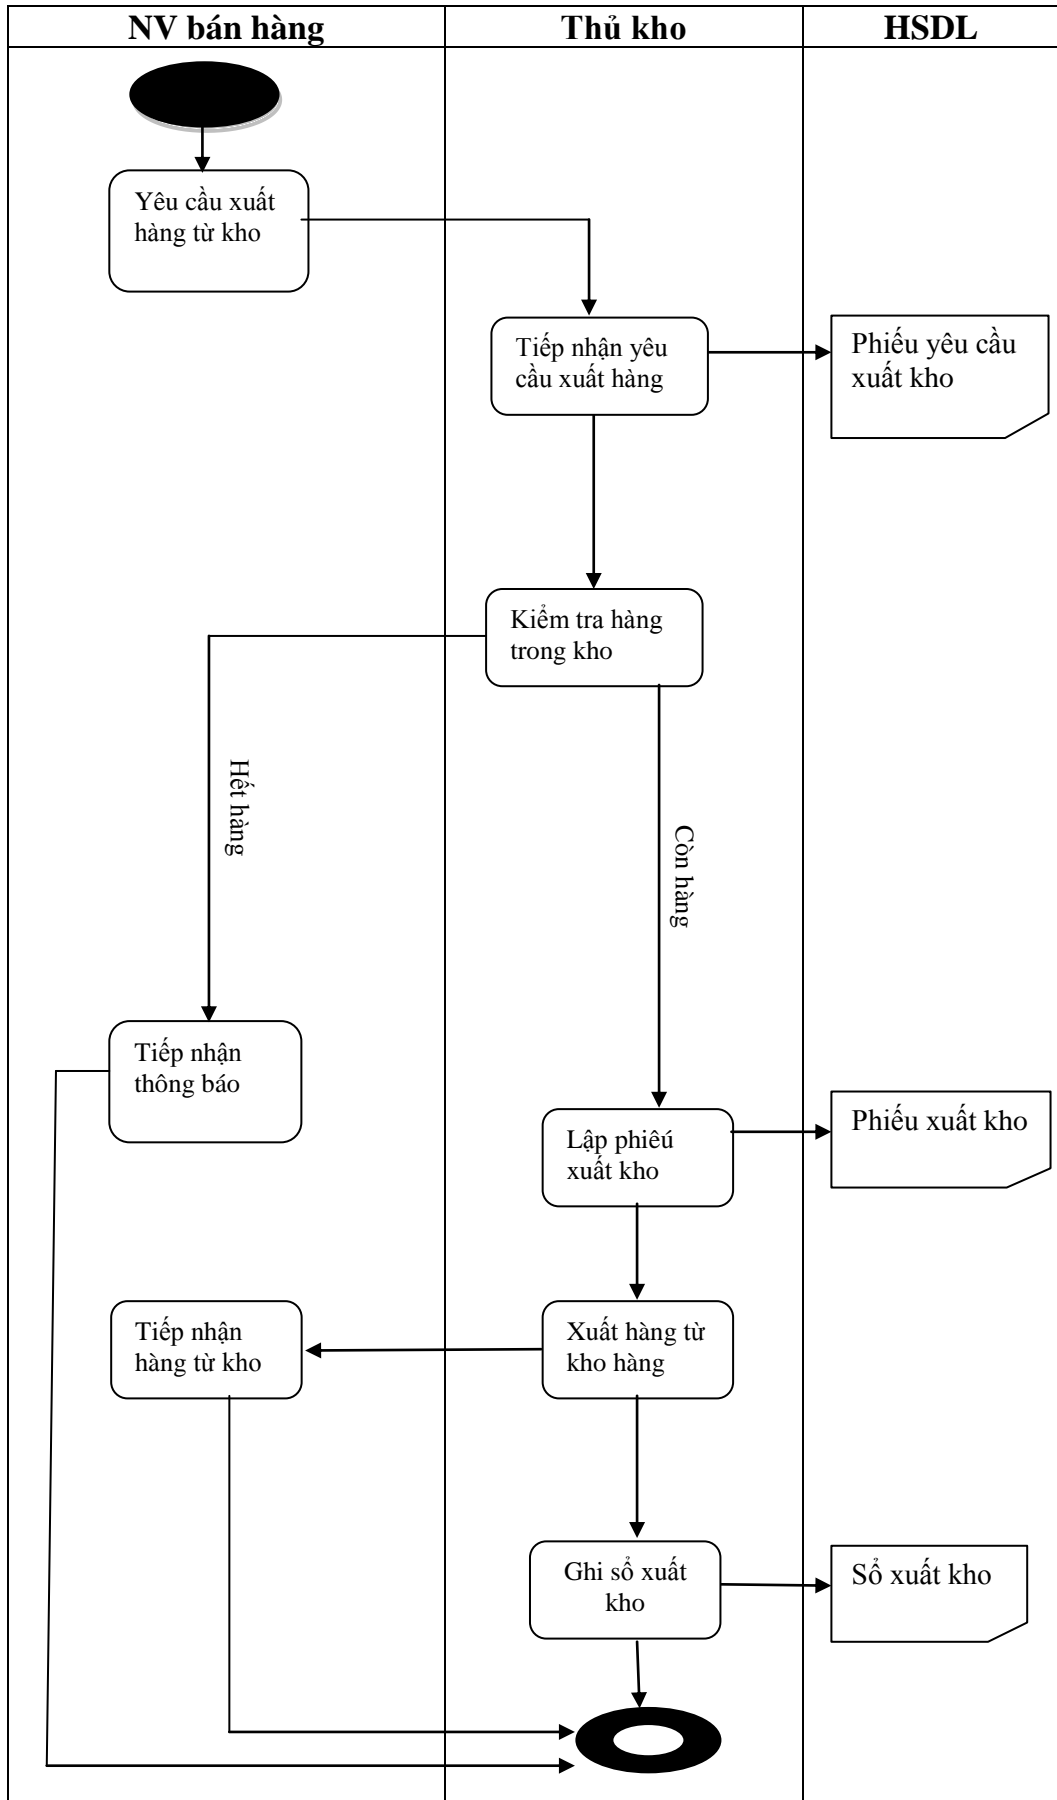 NV bán hàng
Thủ kho
HSDL
Yêu cầu xuất
hàng từ kho
Tiếp nhận yêu
cầu xuất hàng
Phiếu yêu cầu
xuất kho
Kiểm tra hàng
trong kho
Hết hàng
Còn hàng
Tiếp nhận
thông báo
Lập phiêú
xuất kho
Phiếu xuất kho
Tiếp nhận
hàng từ kho
Xuất hàng từ
kho hàng
Ghi sổ xuất
kho
Sổ xuất kho